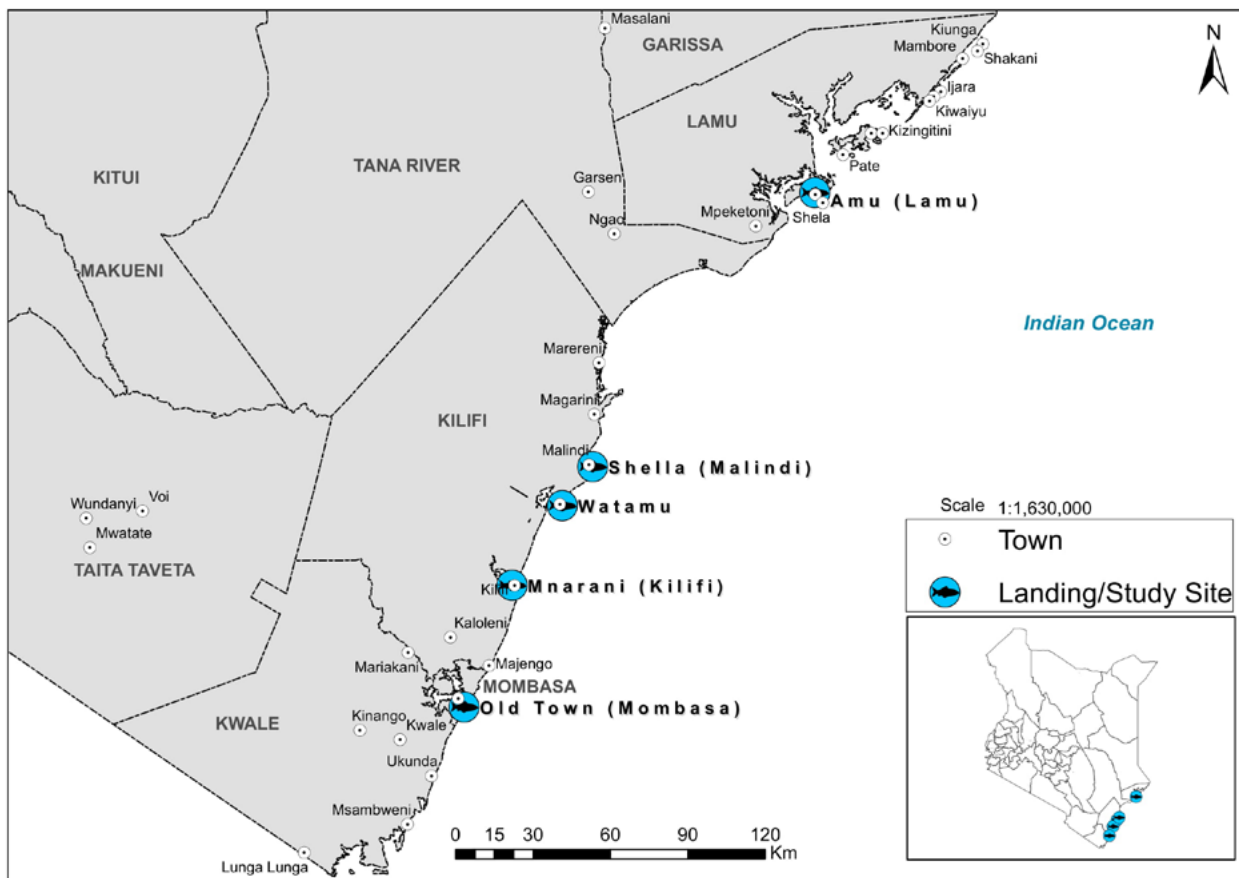 Masalani
GARISSA
Kiunga
Mambore
Shakani
N
Ijara
Kiwaiyu
LAMU
Kizingitini
Pate
TANA RIVER
KITUI
Garsen
Amu (Lamu)
Shela
Mpeketoni
Ngao
MAKUENI
Indian Ocean
Marereni
Magarini
KILIFI
Malindi
Shella (Malindi)
Watamu
Wundanyi
Voi
Mwatate
TAITA TAVETA
Scale 1:1,630,000
Town
Landing/Study Site
Kilifi
Mnarani (Kilifi)
Kaloleni
Mariakani
Majengo
MOMBASA
Old Town (Mombasa)
KWALE
Kinango
Kwale
Ukunda
Msambweni
Lunga Lunga
0 15 30 60 90 120
Km